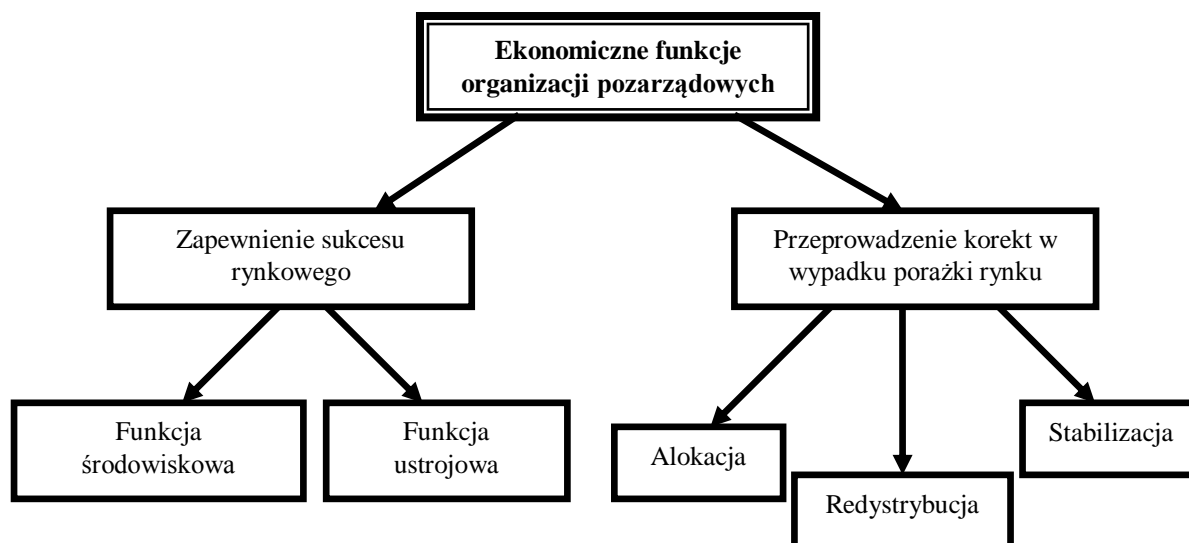 Ekonomiczne funkcje
organizacji pozarządowych
Zapewnienie sukcesu
rynkowego
Przeprowadzenie korekt w
wypadku porażki rynku
Funkcja
środowiskowa
Funkcja
ustrojowa
Alokacja
Redystrybucja
Stabilizacja